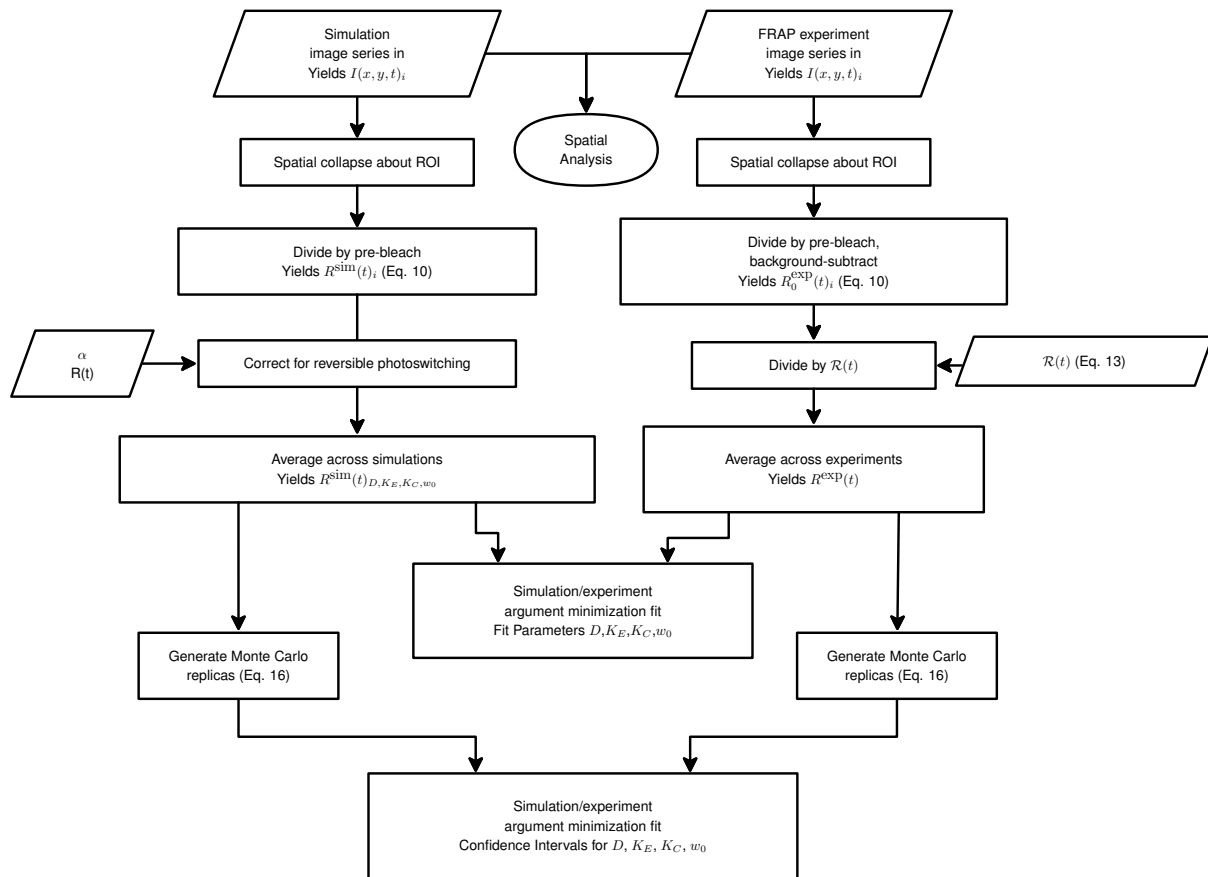 Simulation
image series in
Yields I(x, y, t)_i
FRAP experiment
image series in
Yields I(x, y, t)_i
Spatial
Analysis
Spatial collapse about ROI
Spatial collapse about ROI
Divide by pre-bleach
Yields R^sim(t)_i (Eq. 10)
Divide by pre-bleach,
background-subtract
Yields R_0^exp(t)_i (Eq. 10)
α
R(t)
Correct for reversible photoswitching
Divide by ℛ(t)
ℛ(t) (Eq. 13)
Average across simulations
Yields R^sim(t)_{D,K_E,K_C,w_0}
Average across experiments
Yields R^exp(t)
Simulation/experiment
argument minimization fit
Fit Parameters D,K_E,K_C,w_0
Generate Monte Carlo
replicas (Eq. 16)
Generate Monte Carlo
replicas (Eq. 16)
Simulation/experiment
argument minimization fit
Confidence Intervals for D, K_E, K_C, w_0